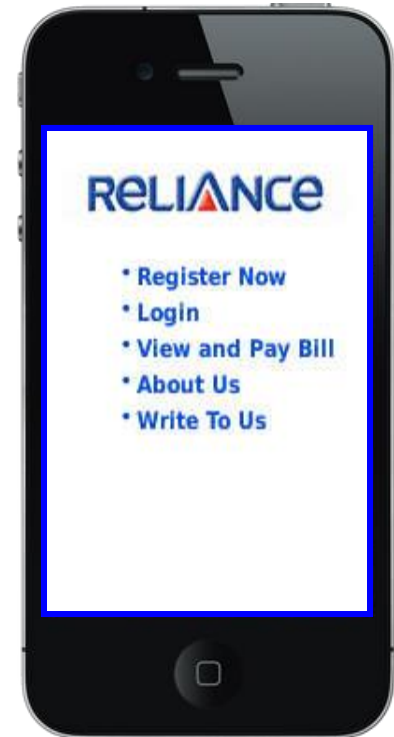 RELIANCE
• Register Now
• Login
• View and Pay Bill
• About Us
• Write To Us